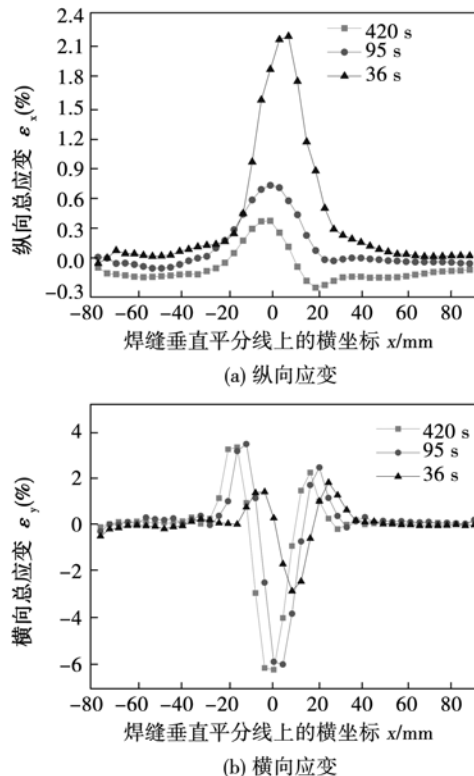 2.4
2.1
1.8
1.5
1.2
0.9
0.6
0.3
0.0
−0.3
纵向总应变 ε x(%)
420 s
95 s
36 s
−80 −60 −40 −20 0 20 40 60 80
焊缝垂直平分线上的横坐标 x/mm
(a) 纵向应变
4
2
0
−2
−4
−6
横向总应变 ε y(%)
420 s
95 s
36 s
−80 −60 −40 −20 0 20 40 60 80
焊缝垂直平分线上的横坐标 x/mm
(b) 横向应变